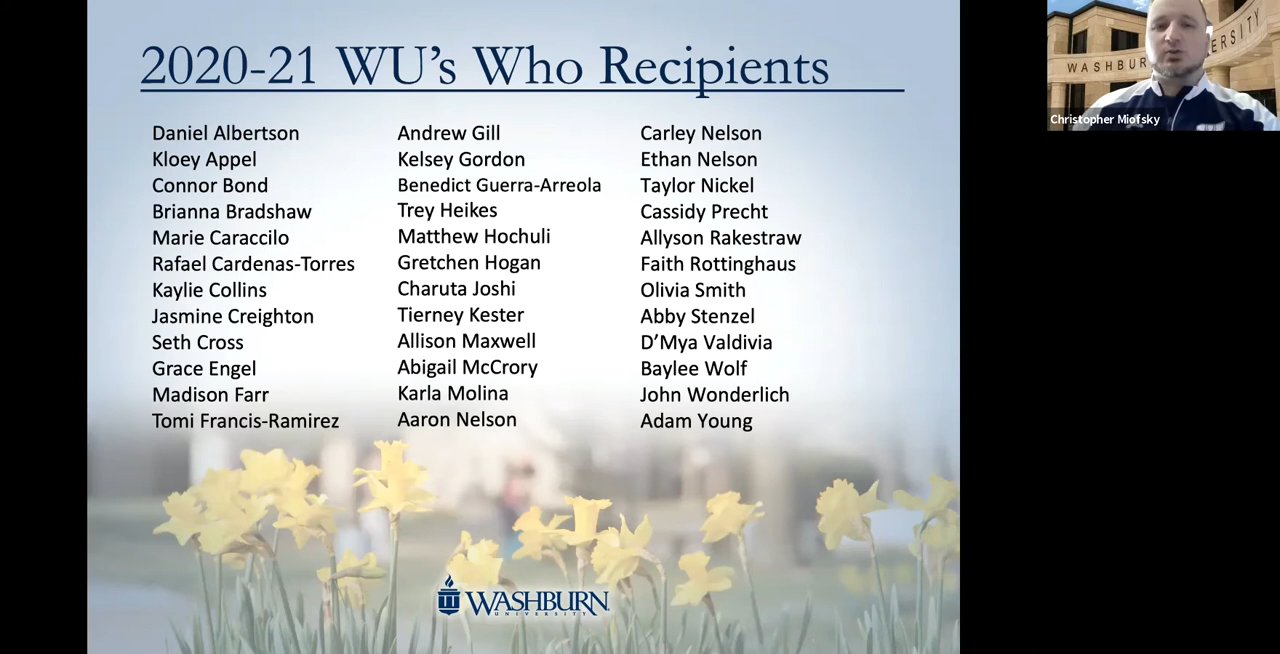 2020-21 WU's Who Recipients
Daniel Albertson
Kloey Appel
Connor Bond
Brianna Bradshaw
Marie Caraccilo
Rafael Cardenas-Torres
Kaylie Collins
Jasmine Creighton
Seth Cross
Grace Engel
Madison Farr
Tomi Francis-Ramirez
Andrew Gill
Kelsey Gordon
Benedict Guerra-Arreola
Trey Heikes
Matthew Hochuli
Gretchen Hogan
Charuta Joshi
Tierney Kester
Allison Maxwell
Abigail McCrory
Karla Molina
Aaron Nelson
Carley Nelson
Ethan Nelson
Taylor Nickel
Cassidy Precht
Allyson Rakestraw
Faith Rottinghaus
Olivia Smith
Abby Stenzel
D'Mya Valdivia
Baylee Wolf
John Wonderlich
Adam Young
WASHBURN
UNIVERSITY
WASHBUR
ERSITY
Christopher Miofsky